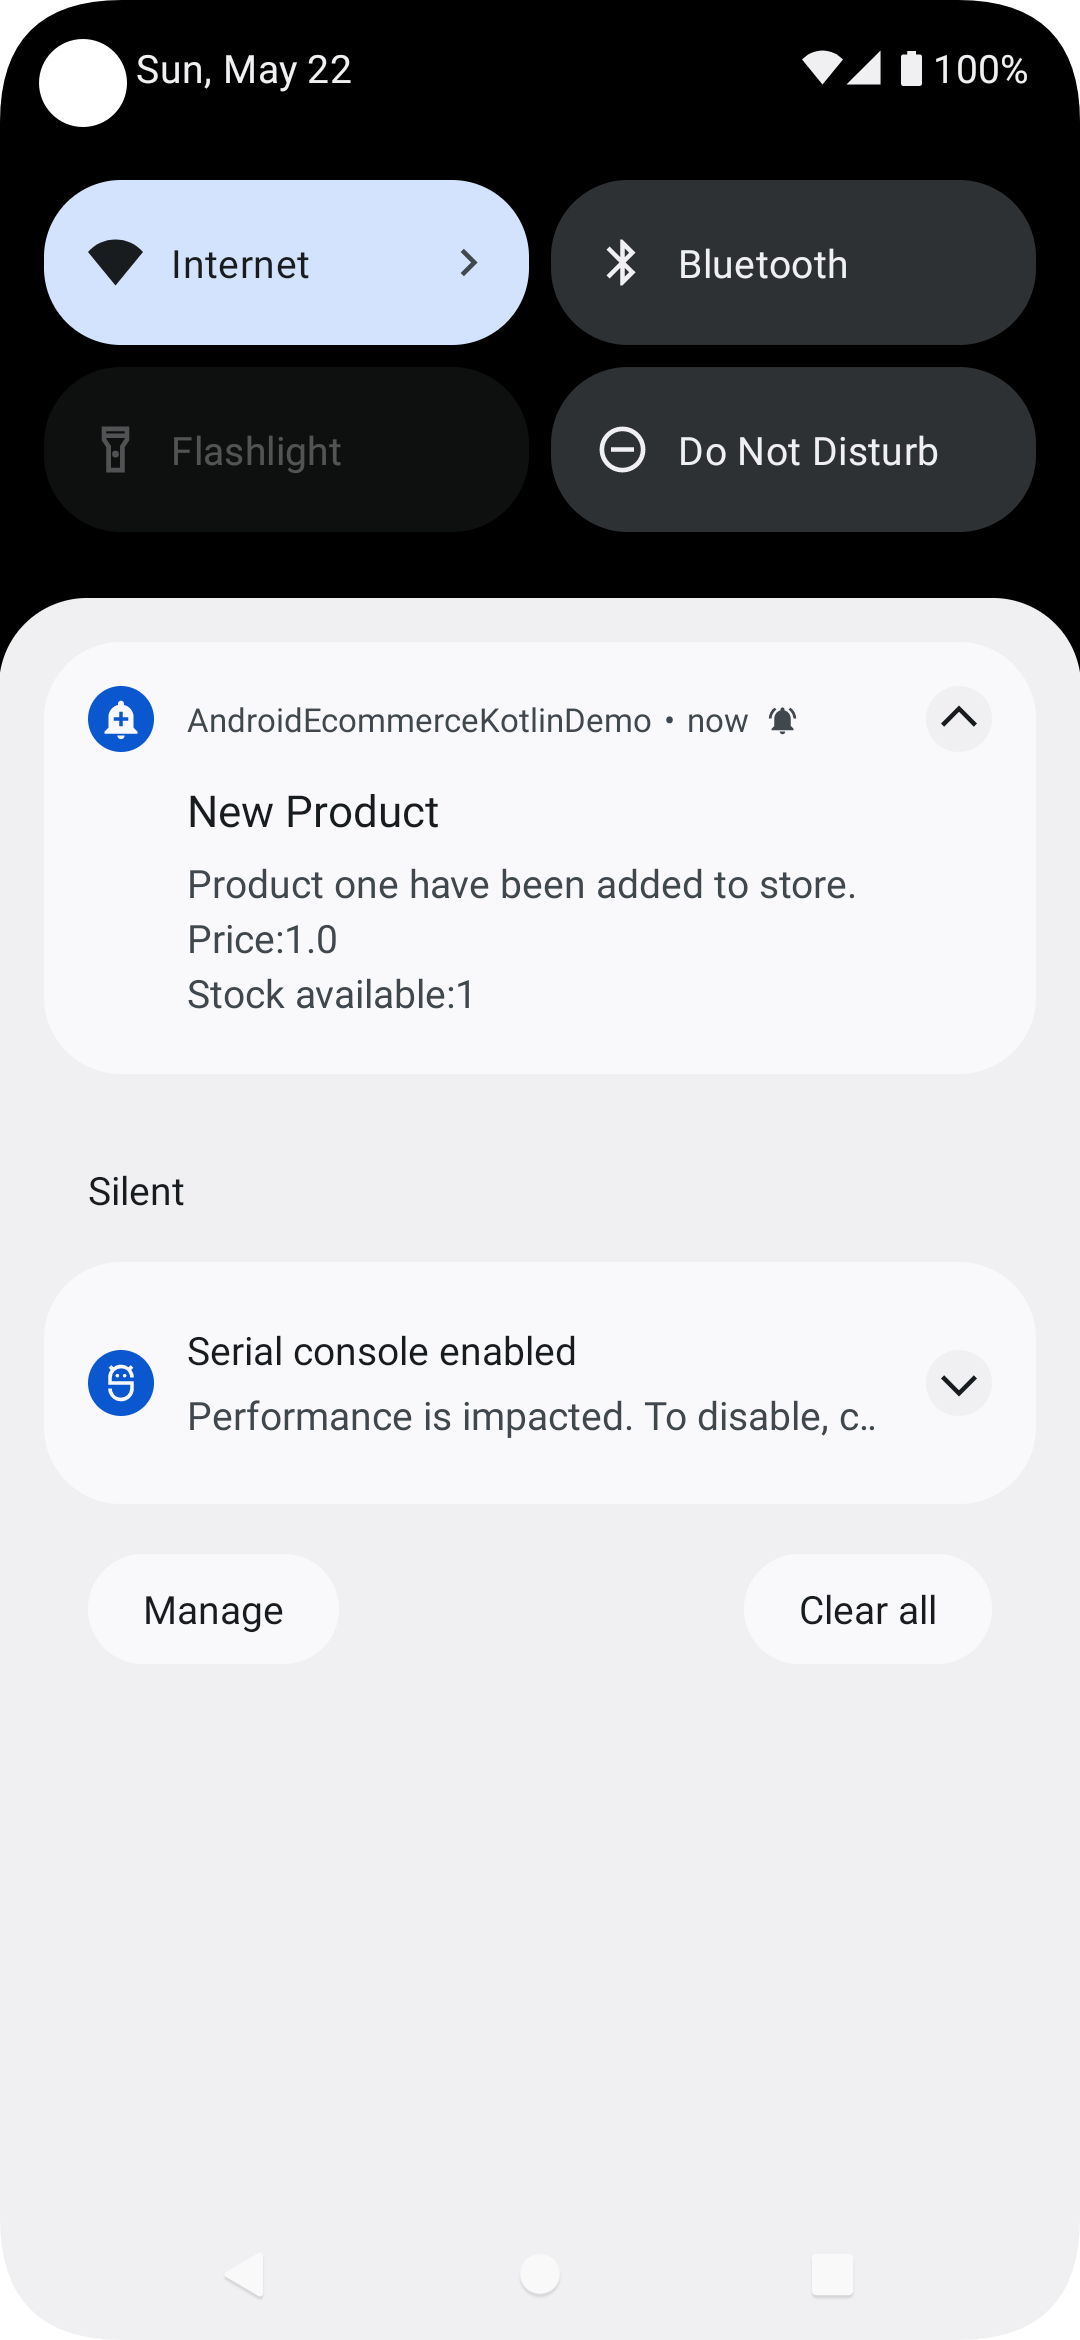 Sun, May 22
100%
Internet
Bluetooth
Flashlight
Do Not Disturb
AndroidEcommerceKotlinDemo • now
New Product
Product one have been added to store.
Price:1.0
Stock available:1
Silent
Serial console enabled
Performance is impacted. To disable, c..
Manage
Clear all